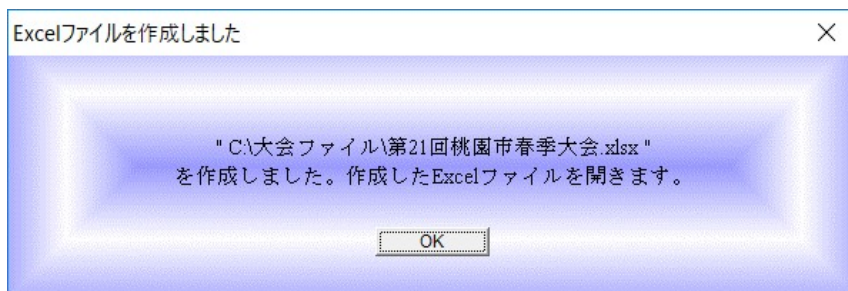 Excelファイルを作成しました
" C:\大会ファイル\第21回桃園市春季大会.xlsx "
を作成しました。作成したExcelファイルを開きます。
OK